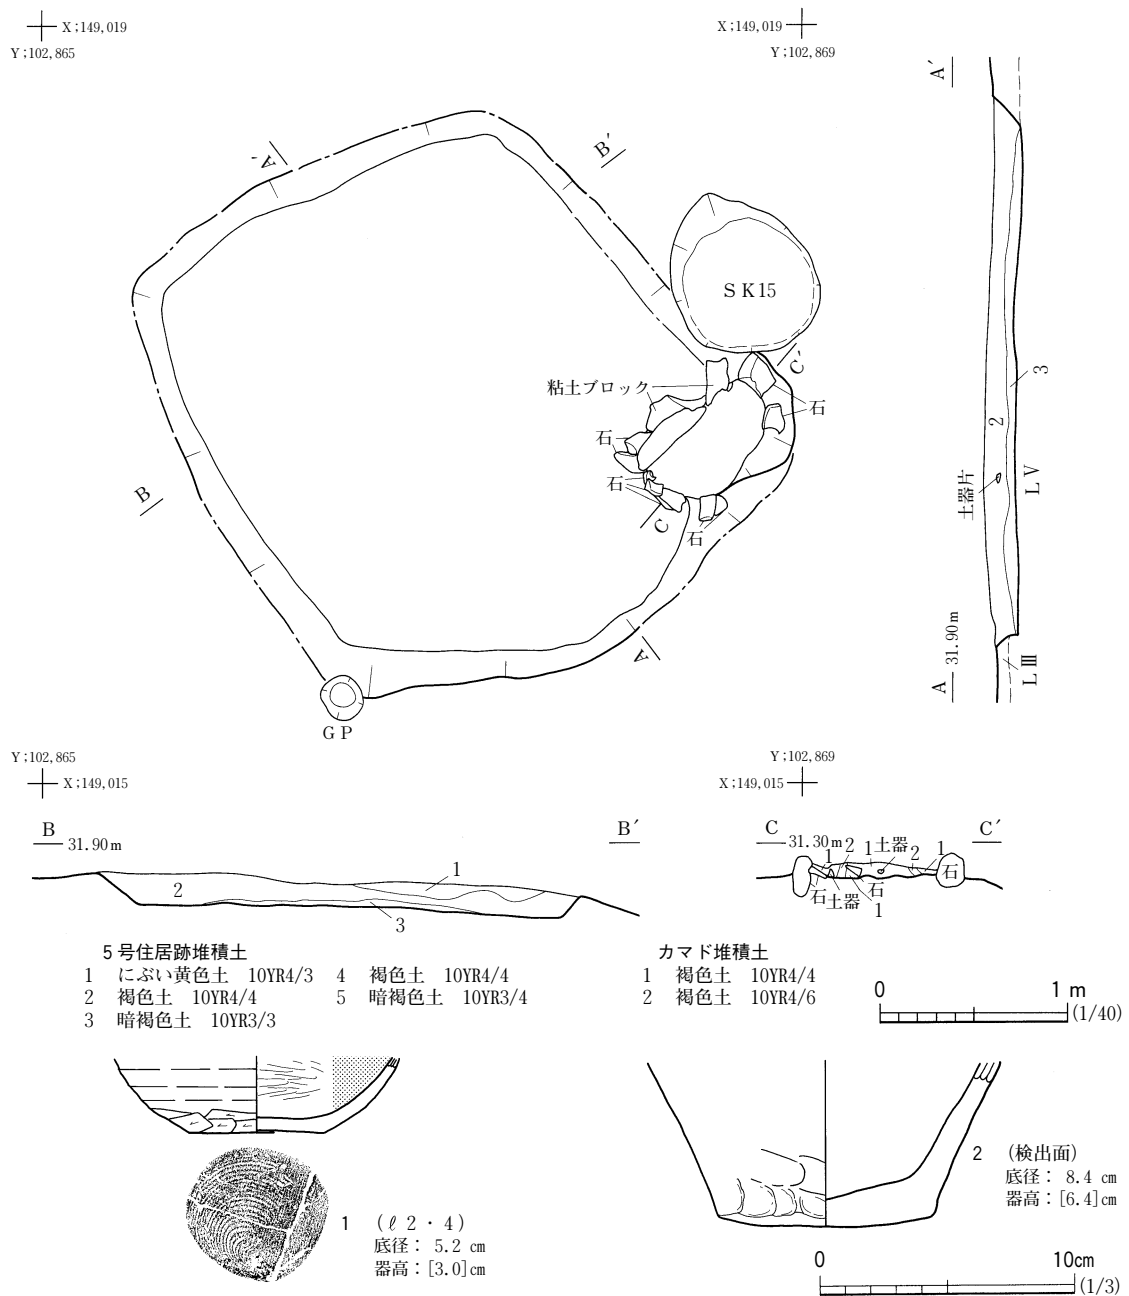 X;149,019
Y;102,865
X;149,019
Y;102,869
A′
B′
A′
SK15
C′
粘土ブロック
石
石
石
石
C
B
A
GP
3
2
土器片
LⅤ
A 31.90m
LⅢ
Y;102,865
X;149,015
Y;102,869
X;149,015
B 31.90m
B′
1
2
3
C 31.30m
C′
1 2 1 土器 2 1
石
石 土器 石
1
5号住居跡堆積土
1 にぶい黄色土 10YR4/3
2 褐色土 10YR4/4
3 暗褐色土 10YR3/3
4 褐色土 10YR4/4
5 暗褐色土 10YR3/4
カマド堆積土
1 褐色土 10YR4/4
2 褐色土 10YR4/6
0 1 m
(1/40)
1 (ℓ 2・4)
底径：5.2 ㎝
器高：[3.0]㎝
2 (検出面)
底径：8.4 ㎝
器高：[6.4]㎝
0 10㎝
(1/3)